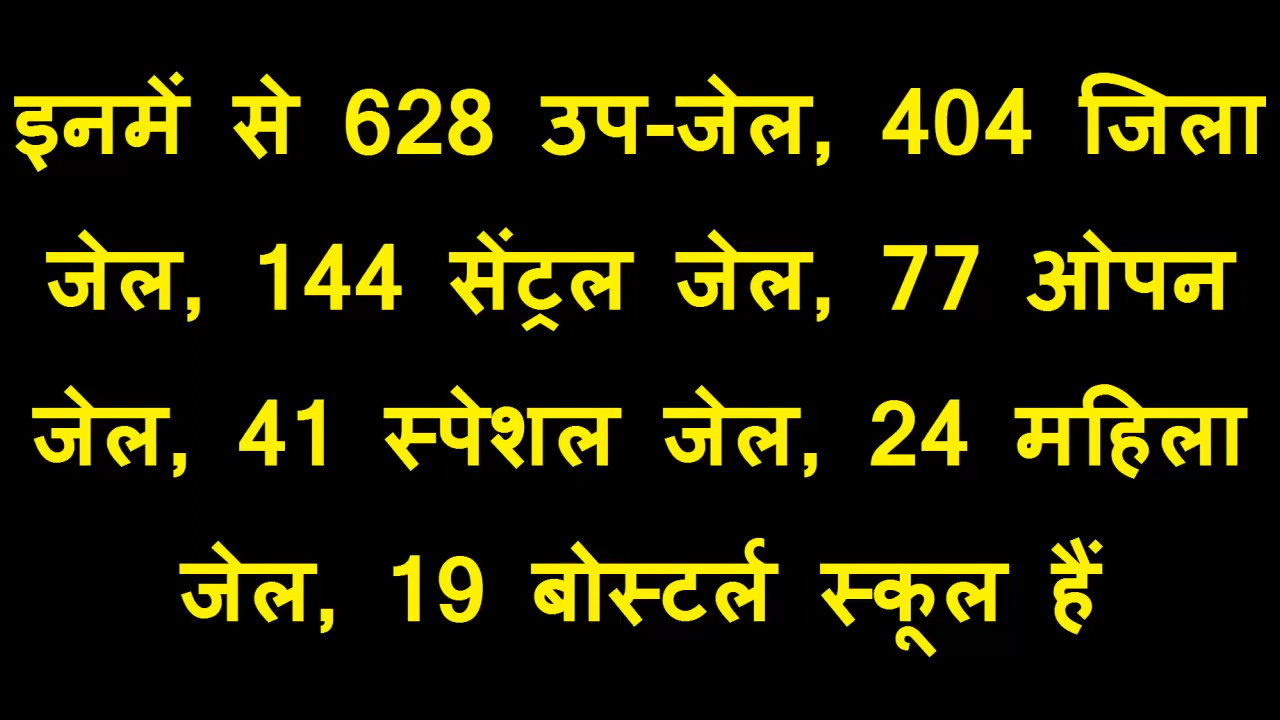 इनमें से 628 उप-जेल, 404 जिला
जेल, 144 सेंट्रल जेल, 77 ओपन
जेल, 41 स्पेशल जेल, 24 महिला
जेल, 19 बोस्टर्ल स्कूल हैं